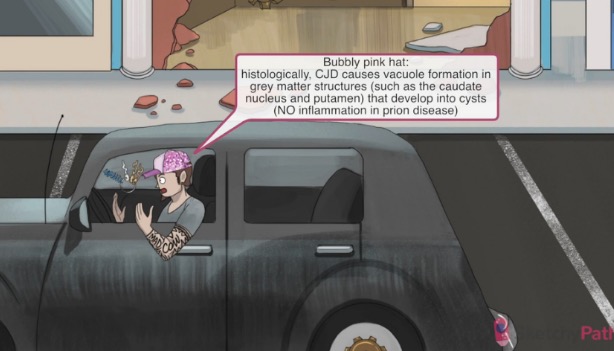 Bubbly pink hat:
histologically, CJD causes vacuole formation in
grey matter structures (such as the caudate
nucleus and putamen) that develop into cysts
(NO inflammation in prion disease)